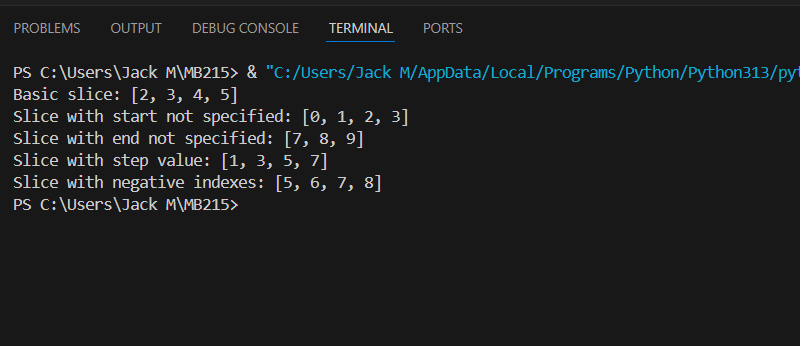 PROBLEMS OUTPUT DEBUG CONSOLE TERMINAL PORTS
PS C:\Users\Jack M\MB215> & "C:/Users/Jack M/AppData/Local/Programs/Python/Python313/pyt
Basic slice: [2, 3, 4, 5]
Slice with start not specified: [0, 1, 2, 3]
Slice with end not specified: [7, 8, 9]
Slice with step value: [1, 3, 5, 7]
Slice with negative indexes: [5, 6, 7, 8]
PS C:\Users\Jack M\MB215>